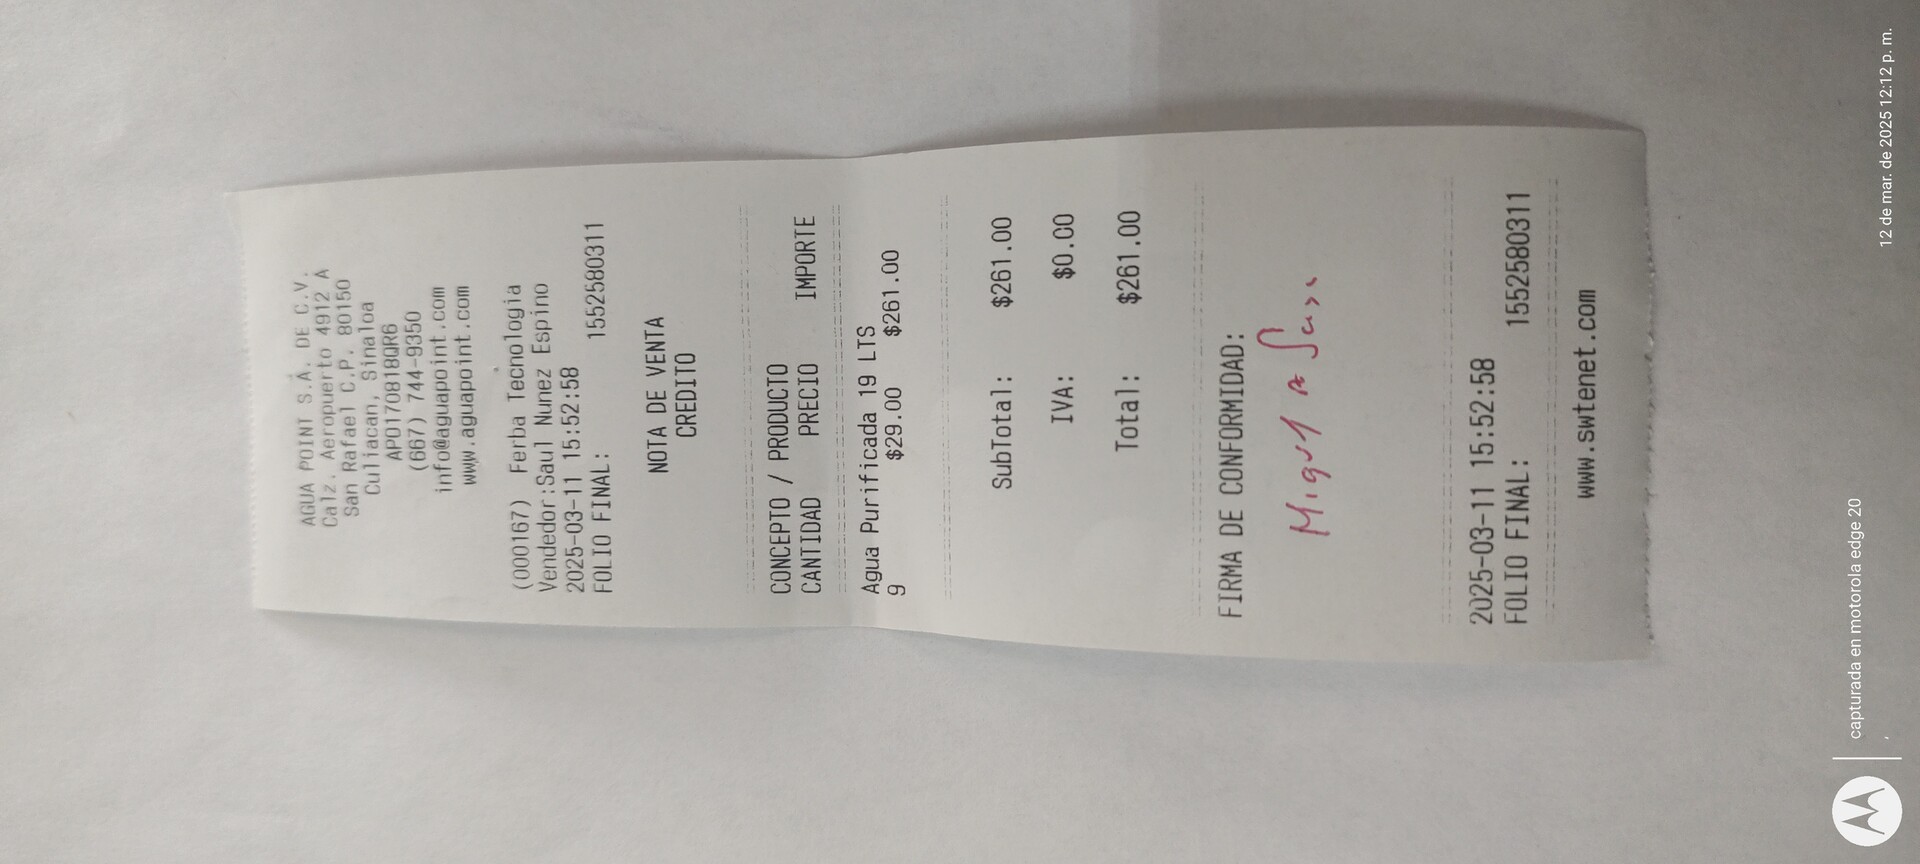 AGUA POINT S.A. DE C.V.
Calz. Aeropuerto 4912 A
San Rafael C.P. 80150
Culiacan, Sinaloa
APO170818QR6
(667) 744-9350
info@aguapoint.com
www.aguapoint.com
(000167) Ferba Tecnologia
Vendedor:Saul Nunez Espino
2025-03-11 15:52:58
FOLIO FINAL: 1552580311
NOTA DE VENTA
CREDITO
CONCEPTO / PRODUCTO
CANTIDAD PRECIO IMPORTE
Agua Purificada 19 LTS
9 $29.00 $261.00
SubTotal: $261.00
IVA: $0.00
Total: $261.00
FIRMA DE CONFORMIDAD:
Miguel A
2025-03-11 15:52:58
FOLIO FINAL: 1552580311
www.swtenet.com
capturada en motorola edge 20
12 de mar. de 2025 12:12 p. m.